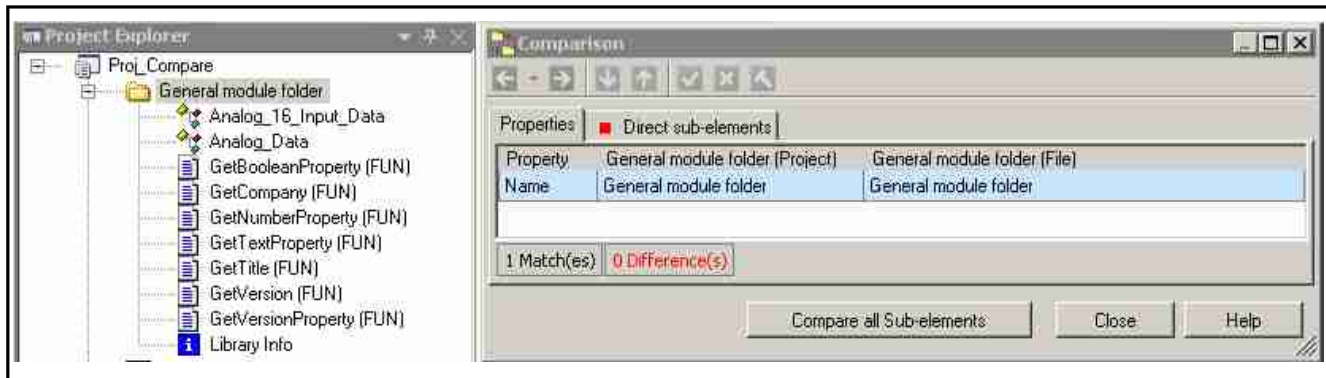 Project Explorer
Proj_Compare
General module folder
Analog_16_Input_Data
Analog_Data
GetBooleanProperty (FUN)
GetCompany (FUN)
GetNumberProperty (FUN)
GetTextProperty (FUN)
GetTitle (FUN)
GetVersion (FUN)
GetVersionProperty (FUN)
Library Info
Comparison
Properties Direct sub-elements
Property General module folder (Project) General module folder (File)
Name General module folder General module folder
1 Match(es) 0 Difference(s)
Compare all Sub-elements Close Help